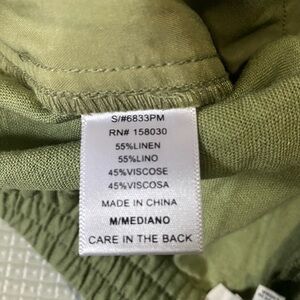 S/#6833PM
RN# 158030
55%LINEN
55%LINO
45%VISCOSE
45%VISCOSA
MADE IN CHINA
M/MEDIANO
CARE IN THE BACK